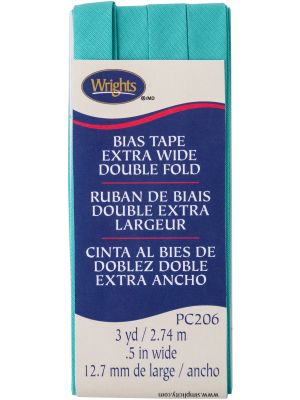 Wrights
®/MD
BIAS TAPE
EXTRA WIDE
DOUBLE FOLD
RUBAN DE BIAIS
DOUBLE EXTRA
LARGEUR
CINTA AL BIES DE
DOBLEZ DOBLE
EXTRA ANCHO
PC206
3 yd / 2.74 m
.5 in wide
12.7 mm de large / ancho
www.simplicity.com